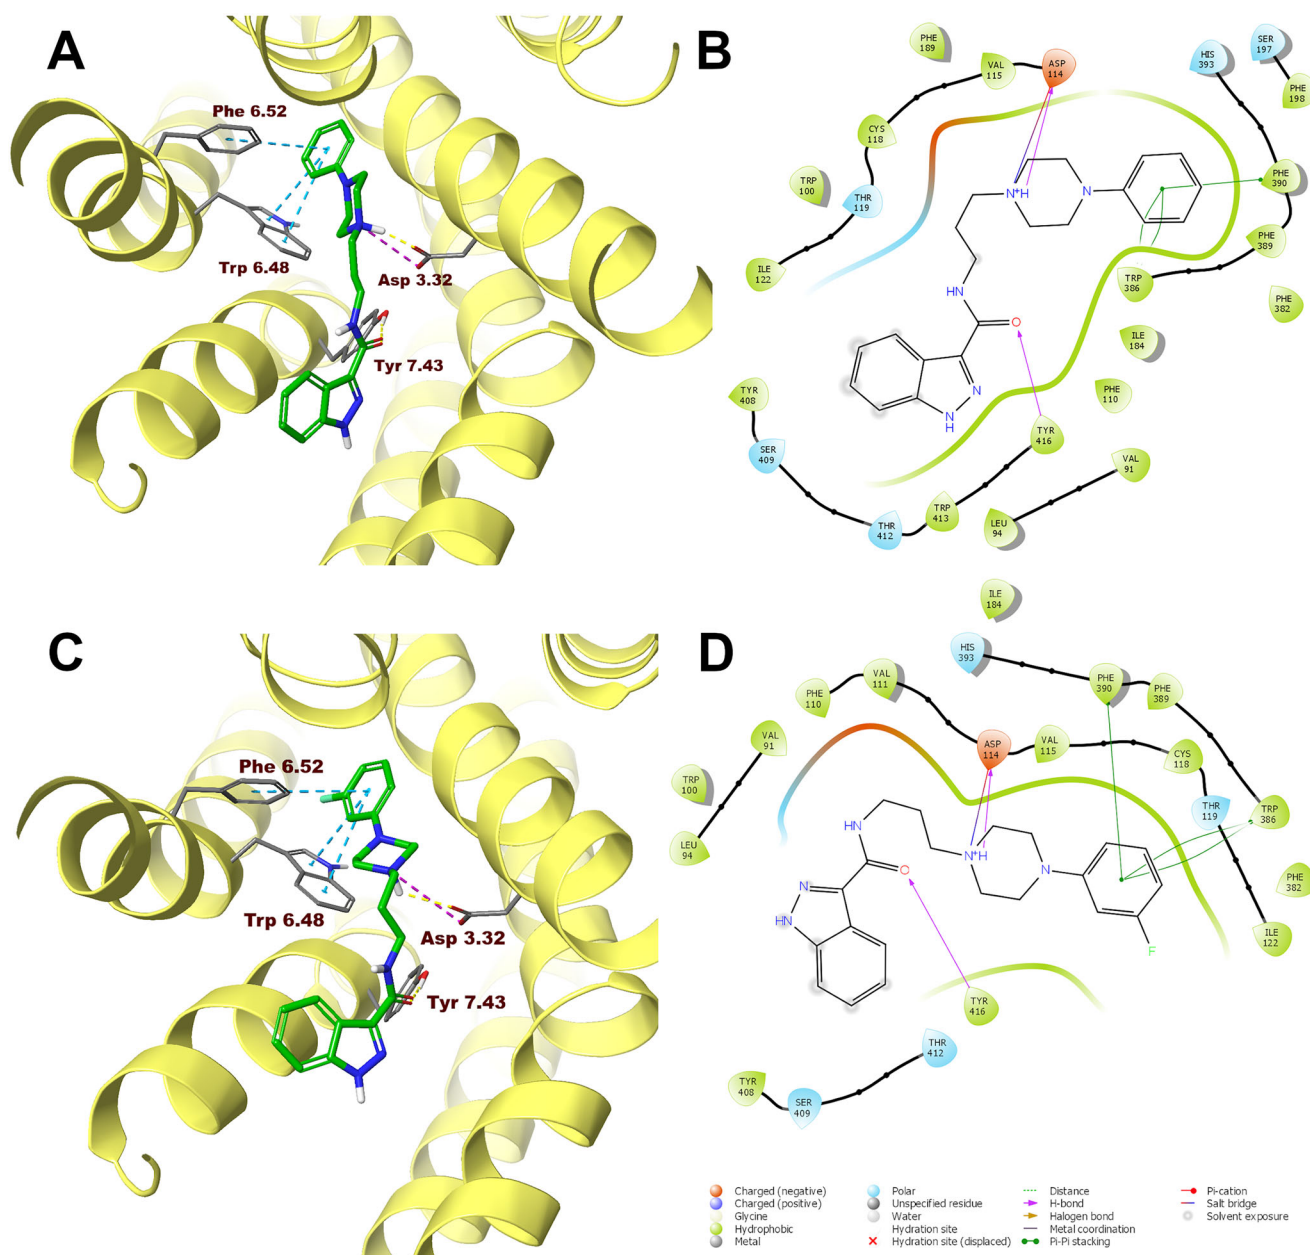 A
Phe 6.52
Trp 6.48
Asp 3.32
Tyr 7.43
B
PHE
189
VAL
115
ASP
114
HIS
393
SER
197
PHE
198
CYS
118
TRP
100
THR
119
PHE
390
ILE
122
PHE
389
TRP
386
PHE
382
ILE
184
PHE
110
TYR
408
SER
409
TYR
416
VAL
91
TRP
413
LEU
94
THR
412
N
N⁺H
HN
O
N
N
H
C
Phe 6.52
Trp 6.48
Asp 3.32
Tyr 7.43
D
ILE
184
HIS
393
PHE
110
VAL
111
PHE
390
PHE
389
VAL
91
ASP
114
VAL
115
CYS
118
TRP
100
THR
119
TRP
386
LEU
94
PHE
382
ILE
122
TYR
416
THR
412
TYR
408
SER
409
HN
N⁺H
N
O
N
HN
F
Charged (negative)
Charged (positive)
Glycine
Hydrophobic
Metal
Polar
Unspecified residue
Water
Hydration site
Hydration site (displaced)
Distance
H-bond
Halogen bond
Metal coordination
Pi-Pi stacking
Pi-cation
Salt bridge
Solvent exposure